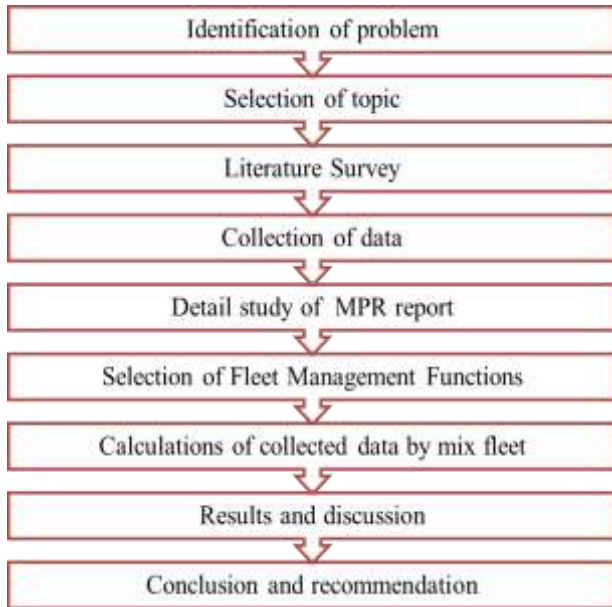 Identification of problem
Selection of topic
Literature Survey
Collection of data
Detail study of MPR report
Selection of Fleet Management Functions
Calculations of collected data by mix fleet
Results and discussion
Conclusion and recommendation